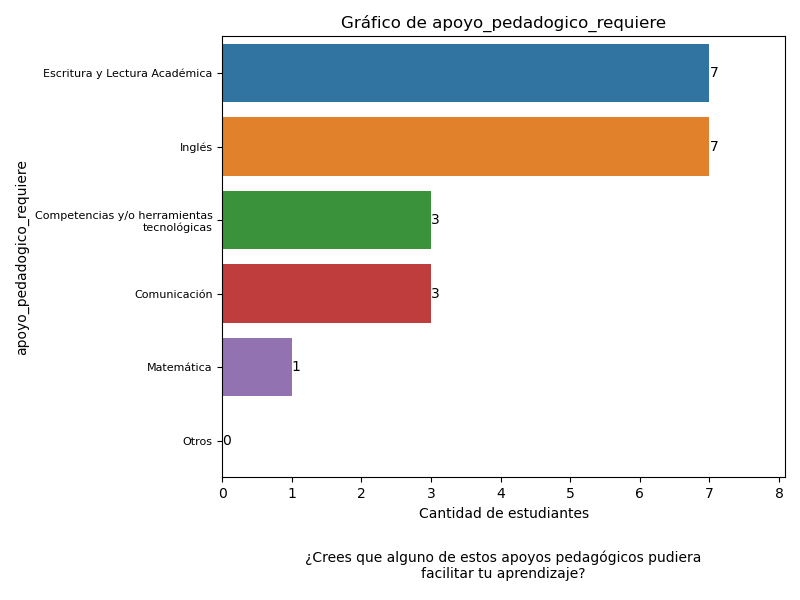 Gráfico de apoyo_pedadogico_requiere
apoyo_pedadogico_requiere
Escritura y Lectura Académica
7
Inglés
7
Competencias y/o herramientas
tecnológicas
3
Comunicación
3
Matemática
1
Otros
0
0 1 2 3 4 5 6 7 8
Cantidad de estudiantes
¿Crees que alguno de estos apoyos pedagógicos pudiera
facilitar tu aprendizaje?